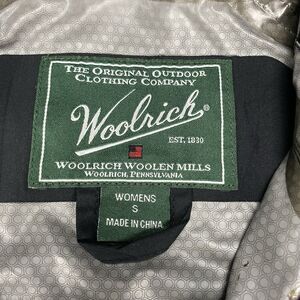 THE ORIGINAL OUTDOOR
CLOTHING COMPANY
Woolrich®
EST. 1830
WOOLRICH WOOLEN MILLS
WOOLRICH, PENNSYLVANIA
WOMENS
S
MADE IN CHINA